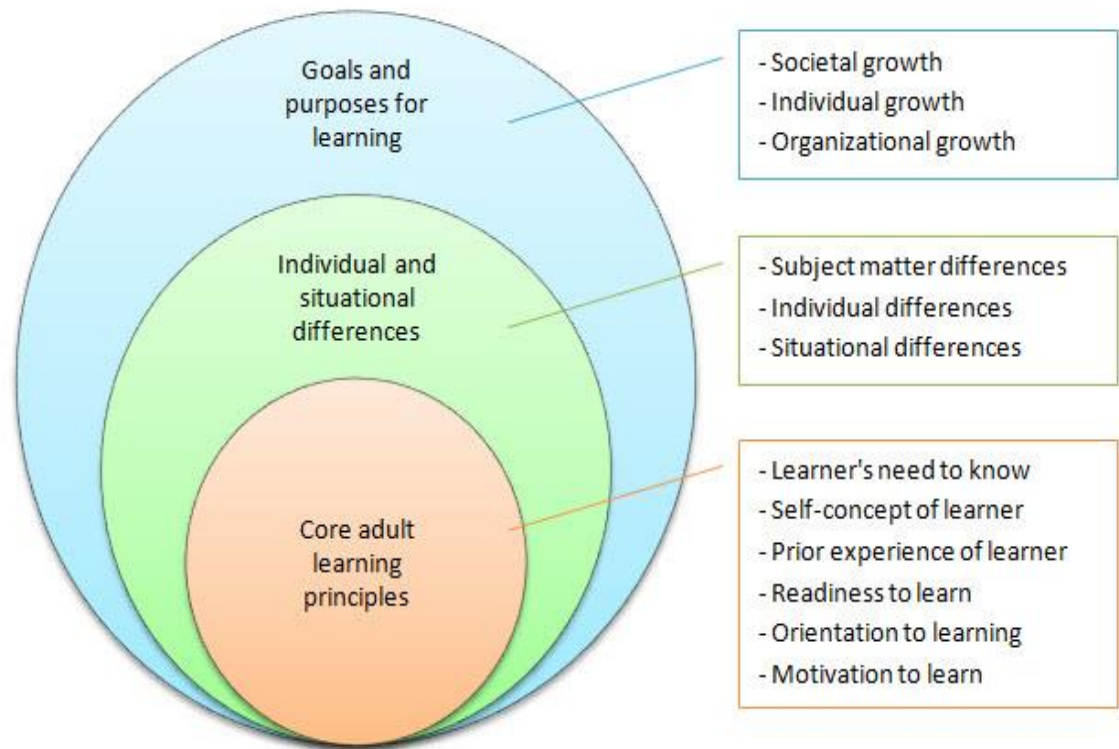 Goals and
purposes for
learning
- Societal growth
- Individual growth
- Organizational growth
Individual and
situational
differences
- Subject matter differences
- Individual differences
- Situational differences
Core adult
learning
principles
- Learner's need to know
- Self-concept of learner
- Prior experience of learner
- Readiness to learn
- Orientation to learning
- Motivation to learn